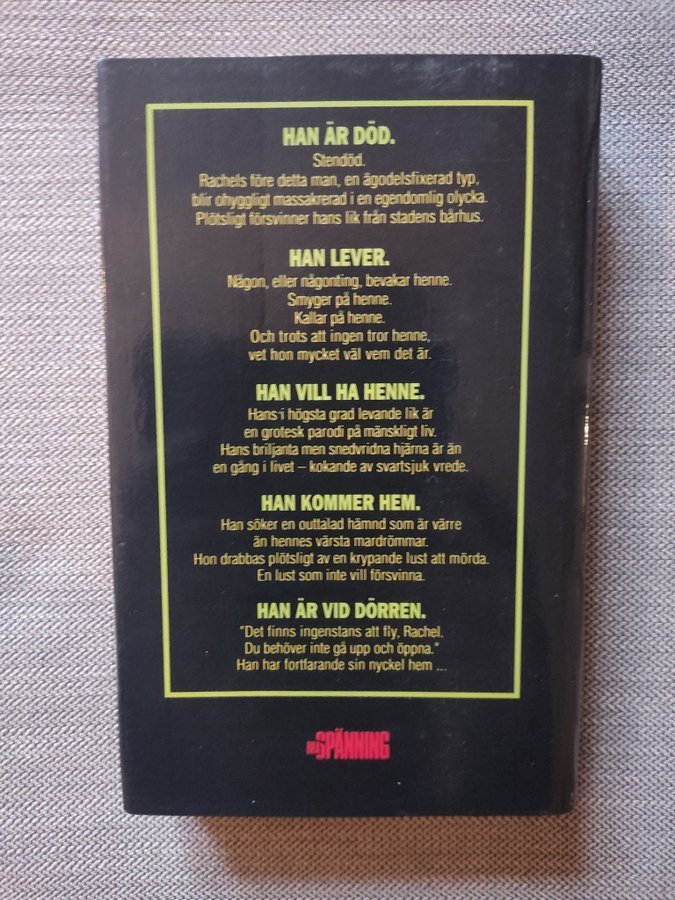 HAN ÄR DÖD.
Stendöd.
Rachels före detta man, en ägodelsfixerad typ,
blir ohyggligt massakrerad i en egendomlig olycka.
Plötsligt försvinner hans lik från stadens bårhus.
HAN LEVER.
Någon, eller någonting, bevakar henne.
Smyger på henne.
Kallar på henne.
Och trots att ingen tror henne,
vet hon mycket väl vem det är.
HAN VILL HA HENNE.
Hans i högsta grad levande lik är
en grotesk parodi på mänskligt liv.
Hans briljanta men snedvridna hjärna är än
en gång i livet – kokande av svartsjuk vrede.
HAN KOMMER HEM.
Han söker en outtalad hämnd som är värre
än hennes värsta mardrömmar.
Hon drabbas plötsligt av en krypande lust att mörda.
En lust som inte vill försvinna.
HAN ÄR VID DÖRREN.
"Det finns ingenstans att fly, Rachel.
Du behöver inte gå upp och öppna."
Han har fortfarande sin nyckel hem ...
BRA SPÄNNING